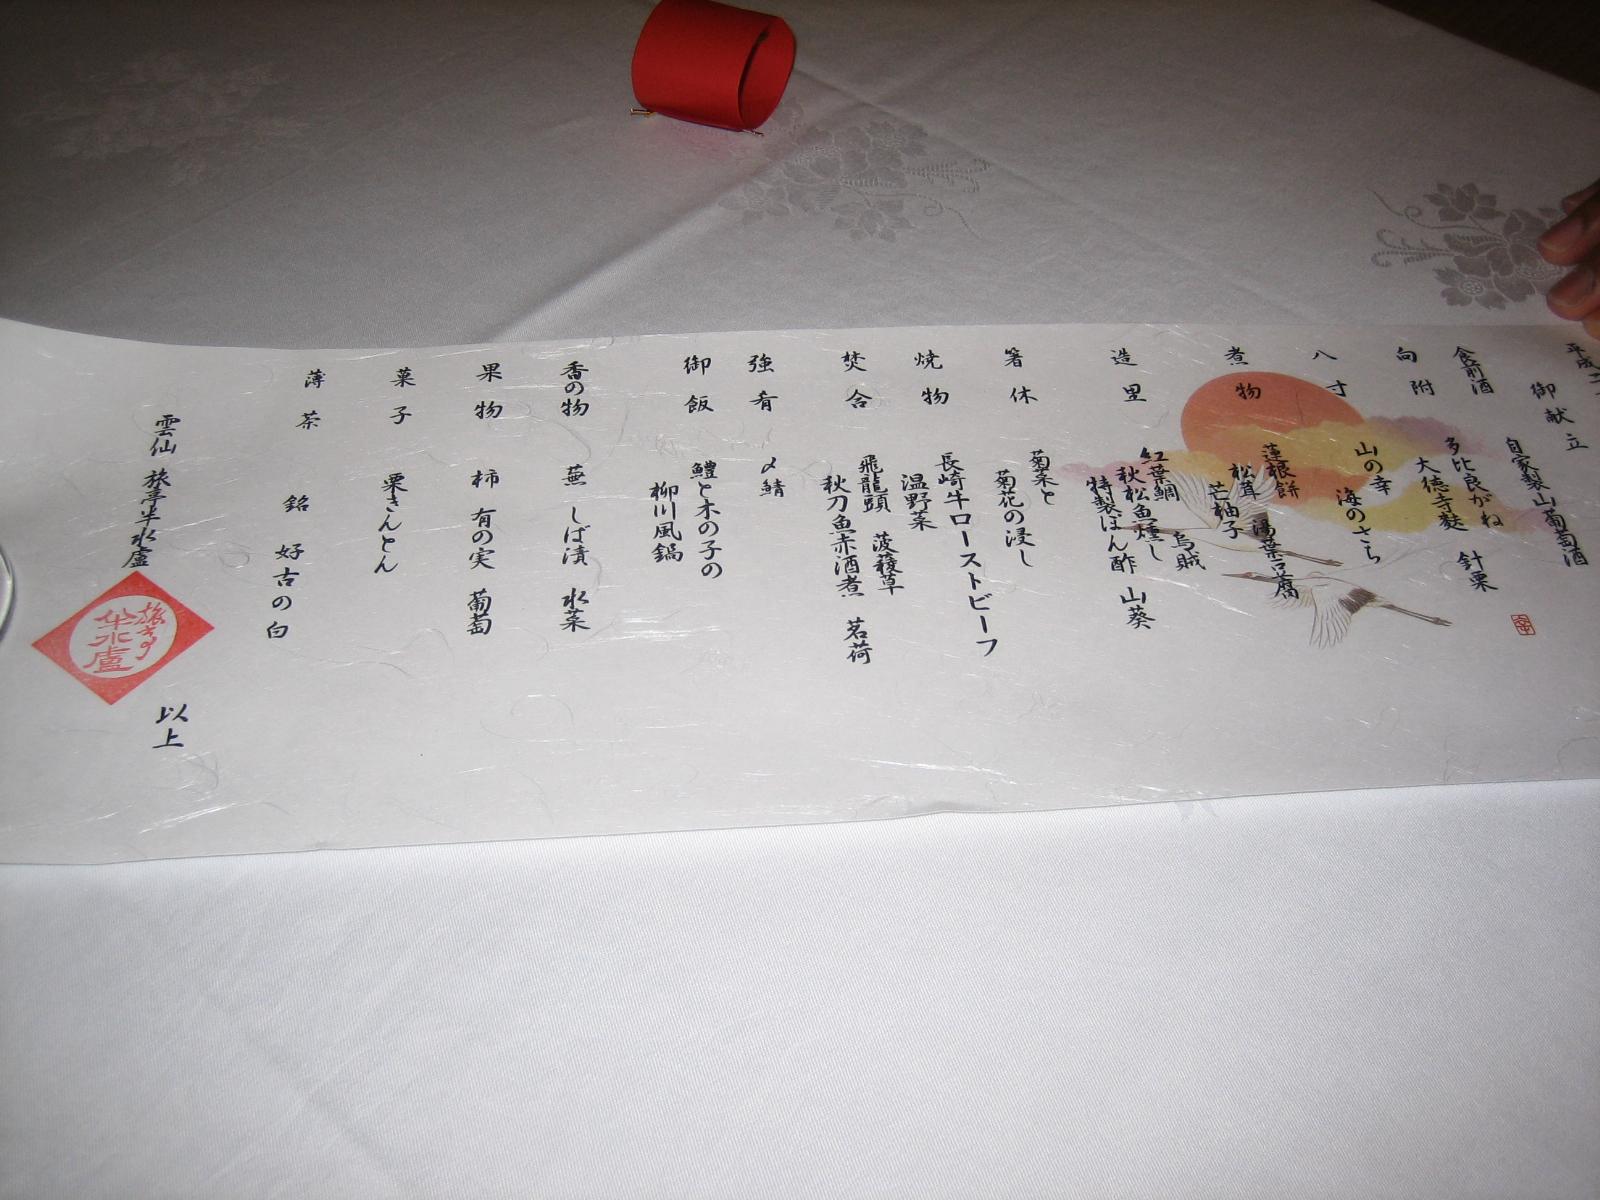 平成二
御献立
食前酒
自家製山葡萄酒
向附
多比良がね 針栗
大徳寺麩
八寸
山の幸
海のさち
煮物
蓮根餅 湯葉豆腐
松茸
芒柚子
造里
紅葉鯛 烏賊
秋松魚燻し
特製ぽん酢 山葵
箸休
菊菜と
菊花の浸し
焼物
長崎牛ローストビーフ
温野菜
焚合
飛龍頭 菠薐草
秋刀魚赤酒煮 茗荷
強肴
〆鯖
御飯
鱧と木の子の
柳川風鍋
香の物
蕪 しば漬 水菜
果物
柿 有の実 葡萄
菓子
栗きんとん
薄茶
銘 好古の白
雲仙 旅亭半水盧
旅亭
半水盧
以上